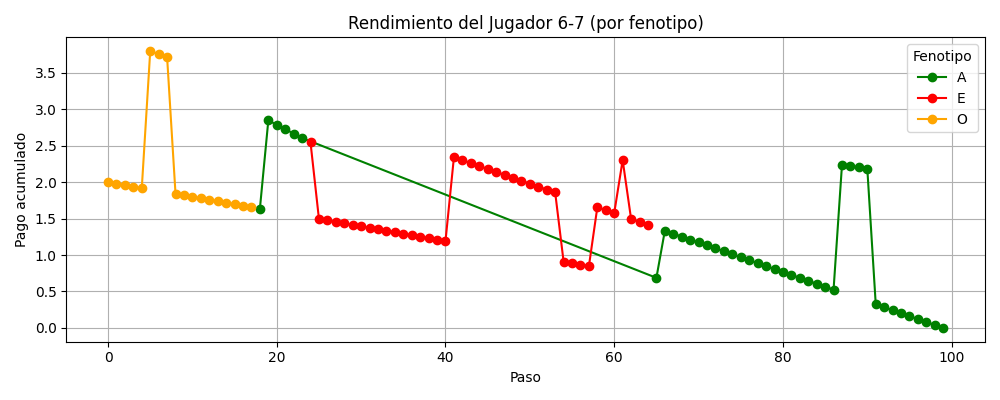 Rendimiento del Jugador 6-7 (por fenotipo)
Pago acumulado
3.5
3.0
2.5
2.0
1.5
1.0
0.5
0.0
Fenotipo
A
E
O
0 20 40 60 80 100
Paso